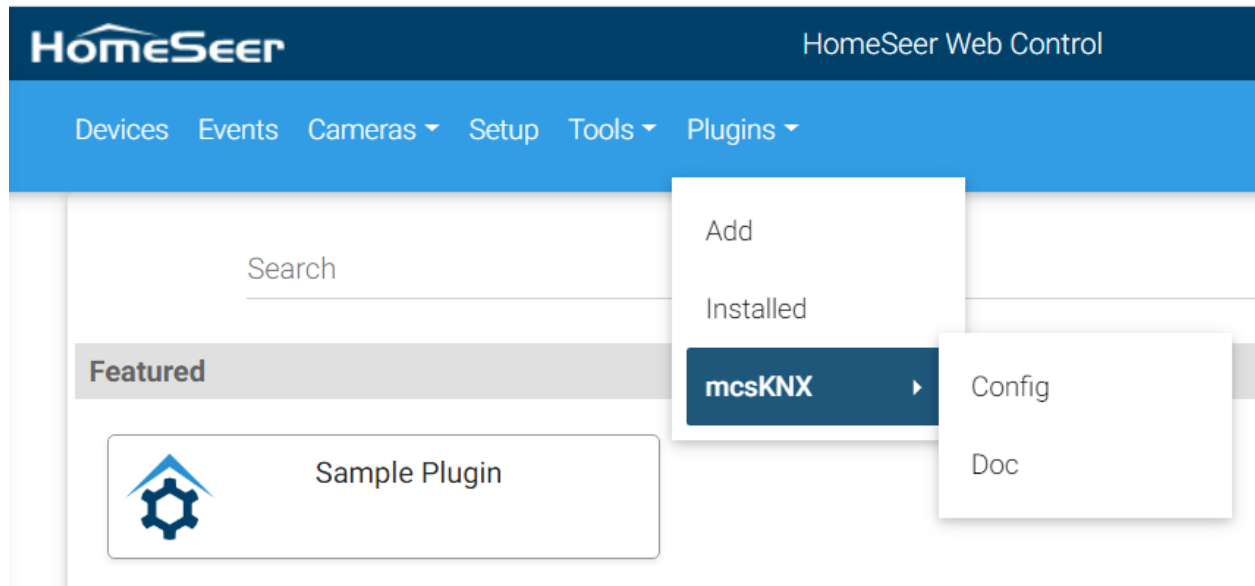 HomeSeer
HomeSeer Web Control
Devices Events Cameras Setup Tools Plugins
Add
Search
Installed
Featured
mcsKNX
Config
Doc
Sample Plugin